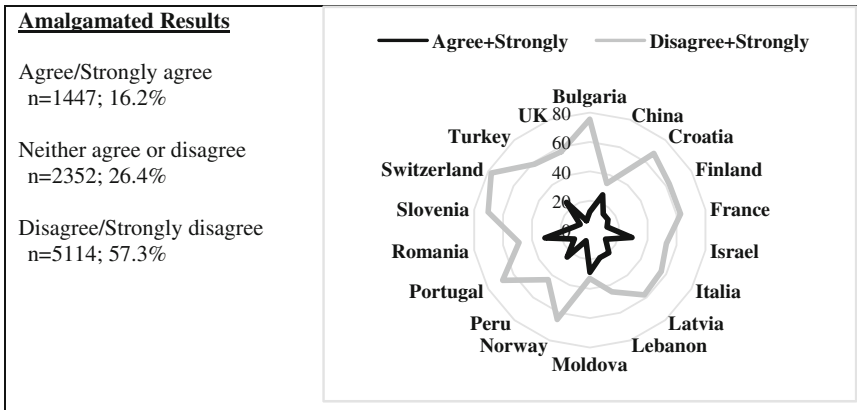 Amalgamated Results
Agree/Strongly agree
n=1447; 16.2%
Neither agree or disagree
n=2352; 26.4%
Disagree/Strongly disagree
n=5114; 57.3%
Agree+Strongly
Disagree+Strongly
80
60
40
20
0
Bulgaria
China
Croatia
Finland
France
Israel
Italia
Latvia
Lebanon
Moldova
Norway
Peru
Portugal
Romania
Slovenia
Switzerland
Turkey
UK